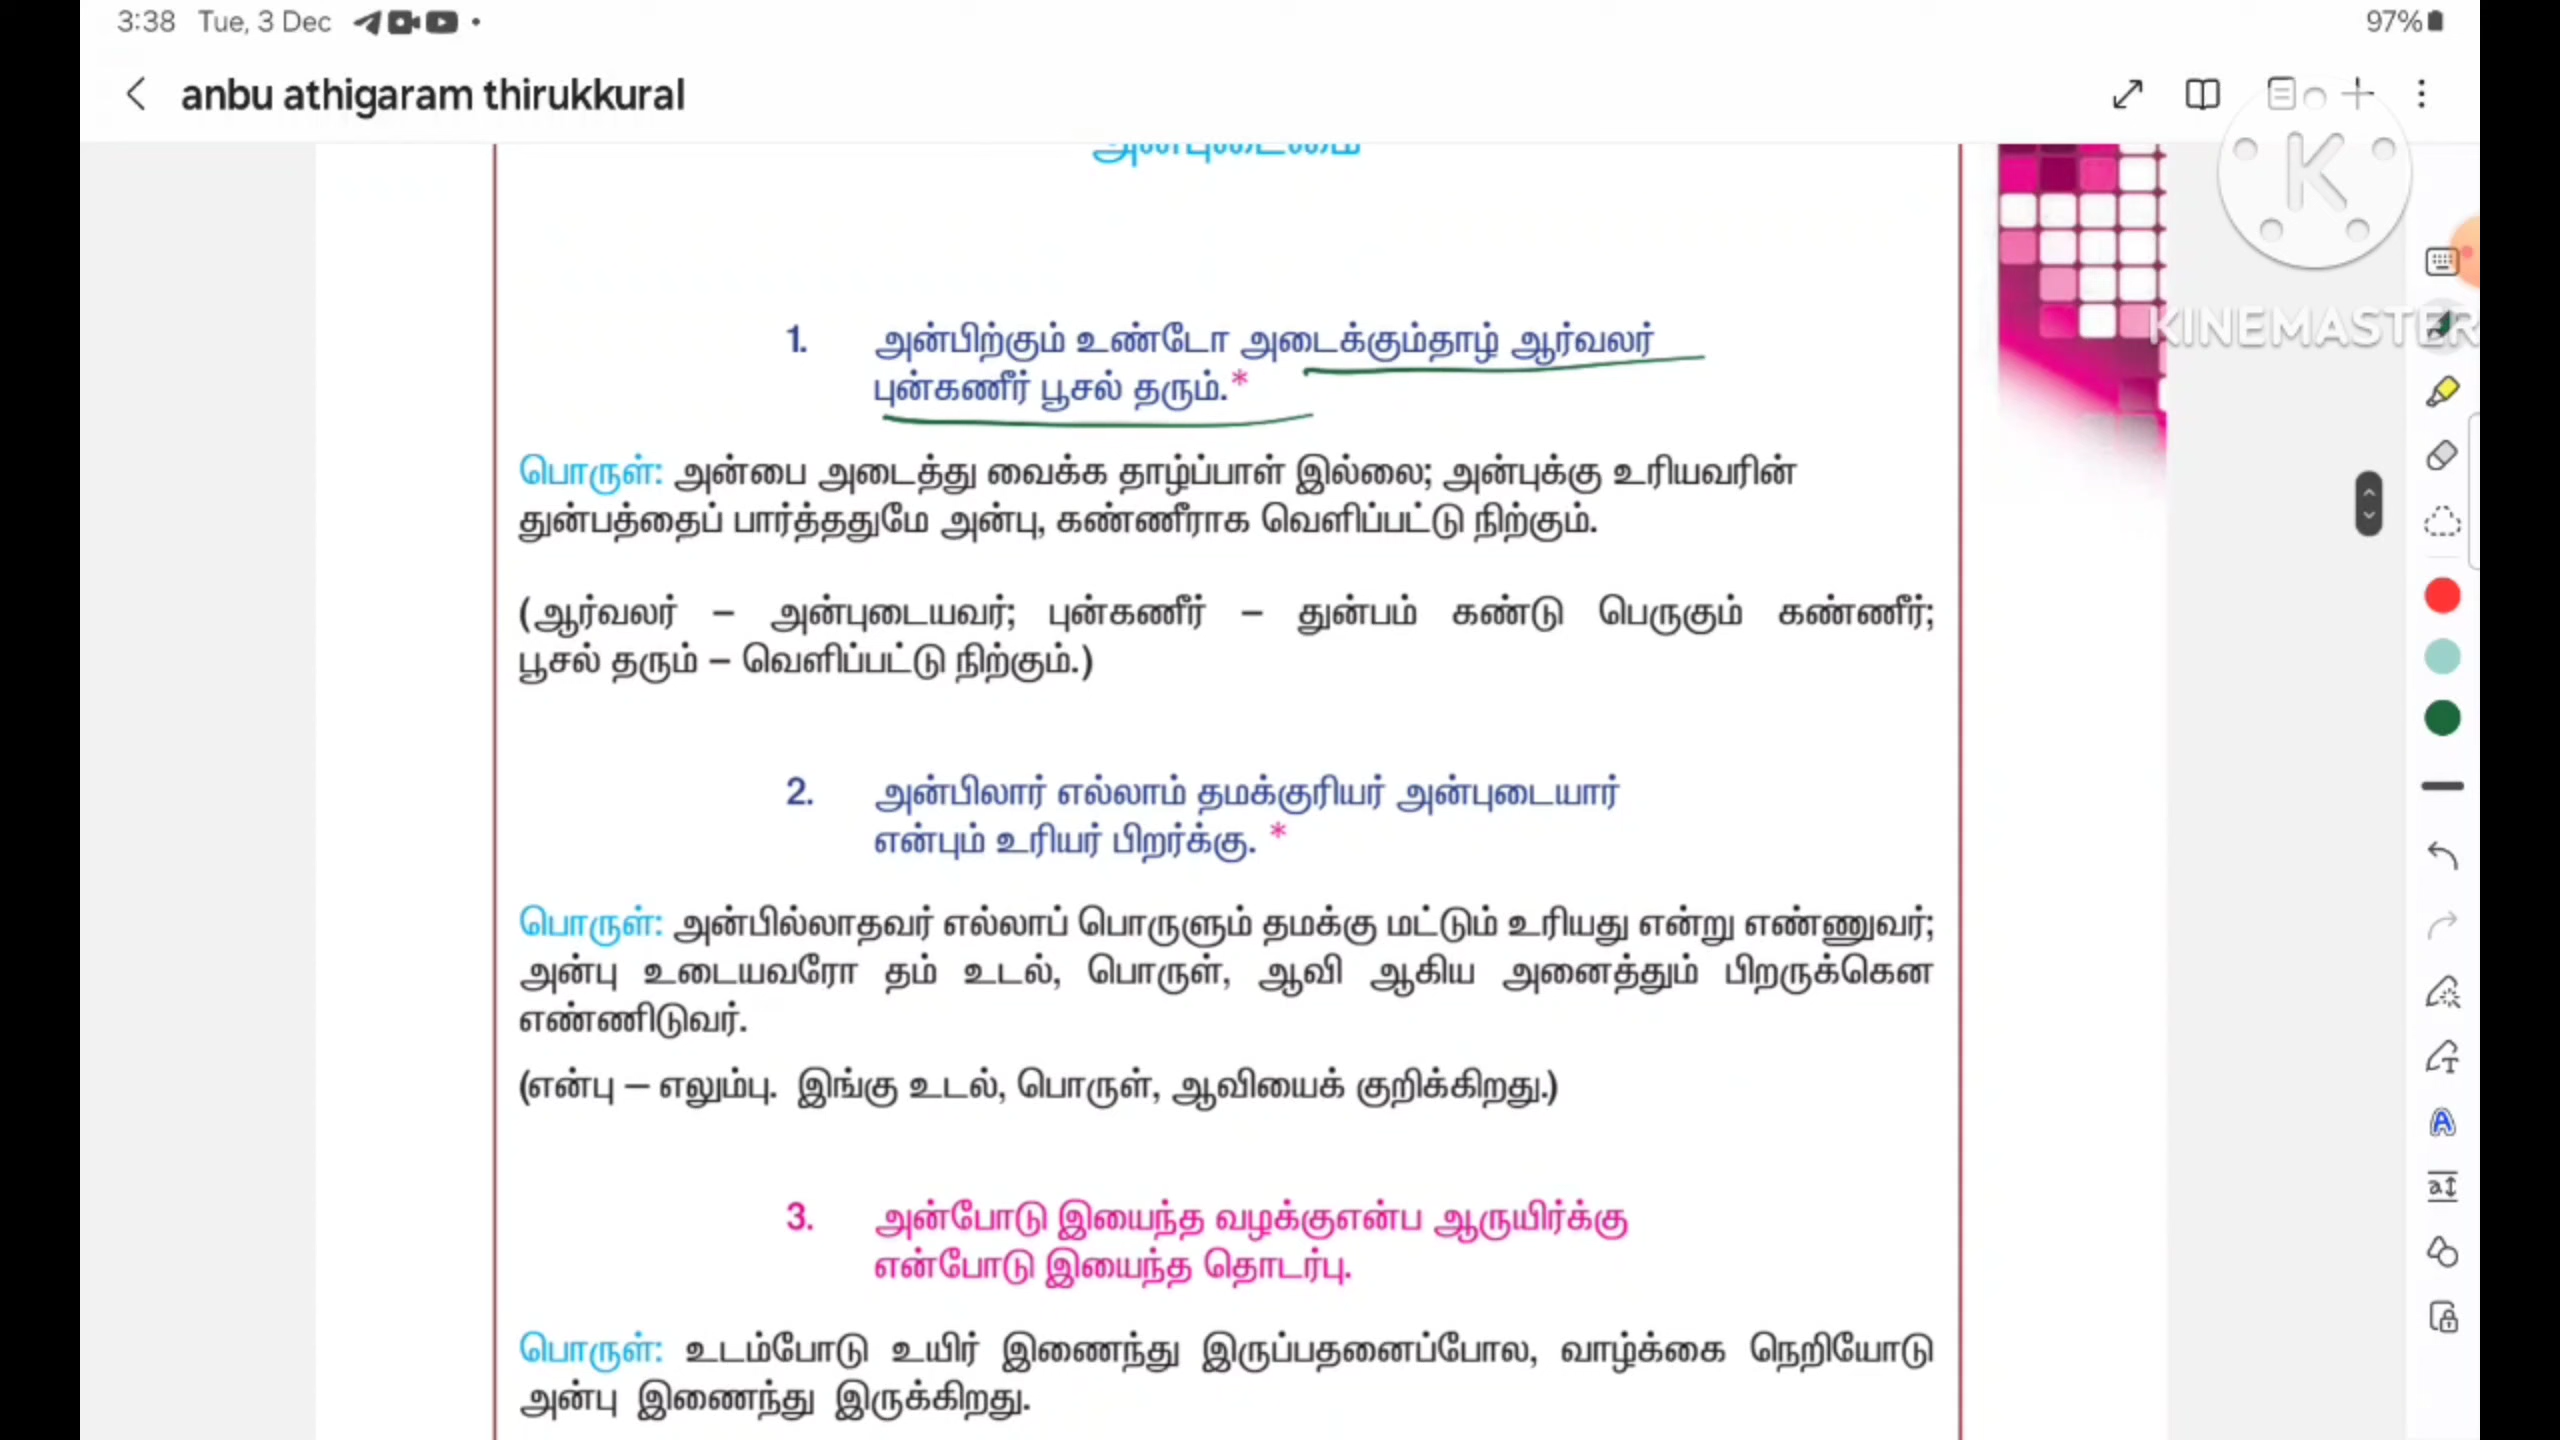 3:38 Tue, 3 Dec
97%
anbu athigaram thirukkural
அன்புடைமை
KINEMASTER
1. அன்பிற்கும் உண்டோ அடைக்கும்தாழ் ஆர்வலர்
புன்கணீர் பூசல் தரும்.*
பொருள்: அன்பை அடைத்து வைக்க தாழ்ப்பாள் இல்லை; அன்புக்கு உரியவரின்
துன்பத்தைப் பார்த்ததுமே அன்பு, கண்ணீராக வெளிப்பட்டு நிற்கும்.
(ஆர்வலர் – அன்புடையவர்; புன்கணீர் – துன்பம் கண்டு பெருகும் கண்ணீர்;
பூசல் தரும் – வெளிப்பட்டு நிற்கும்.)
2. அன்பிலார் எல்லாம் தமக்குரியர் அன்புடையார்
என்பும் உரியர் பிறர்க்கு. *
பொருள்: அன்பில்லாதவர் எல்லாப் பொருளும் தமக்கு மட்டும் உரியது என்று எண்ணுவர்;
அன்பு உடையவரோ தம் உடல், பொருள், ஆவி ஆகிய அனைத்தும் பிறருக்கென
எண்ணிடுவர்.
(என்பு – எலும்பு. இங்கு உடல், பொருள், ஆவியைக் குறிக்கிறது.)
3. அன்போடு இயைந்த வழக்குஎன்ப ஆருயிர்க்கு
என்போடு இயைந்த தொடர்பு.
பொருள்: உடம்போடு உயிர் இணைந்து இருப்பதனைப்போல, வாழ்க்கை நெறியோடு
அன்பு இணைந்து இருக்கிறது.